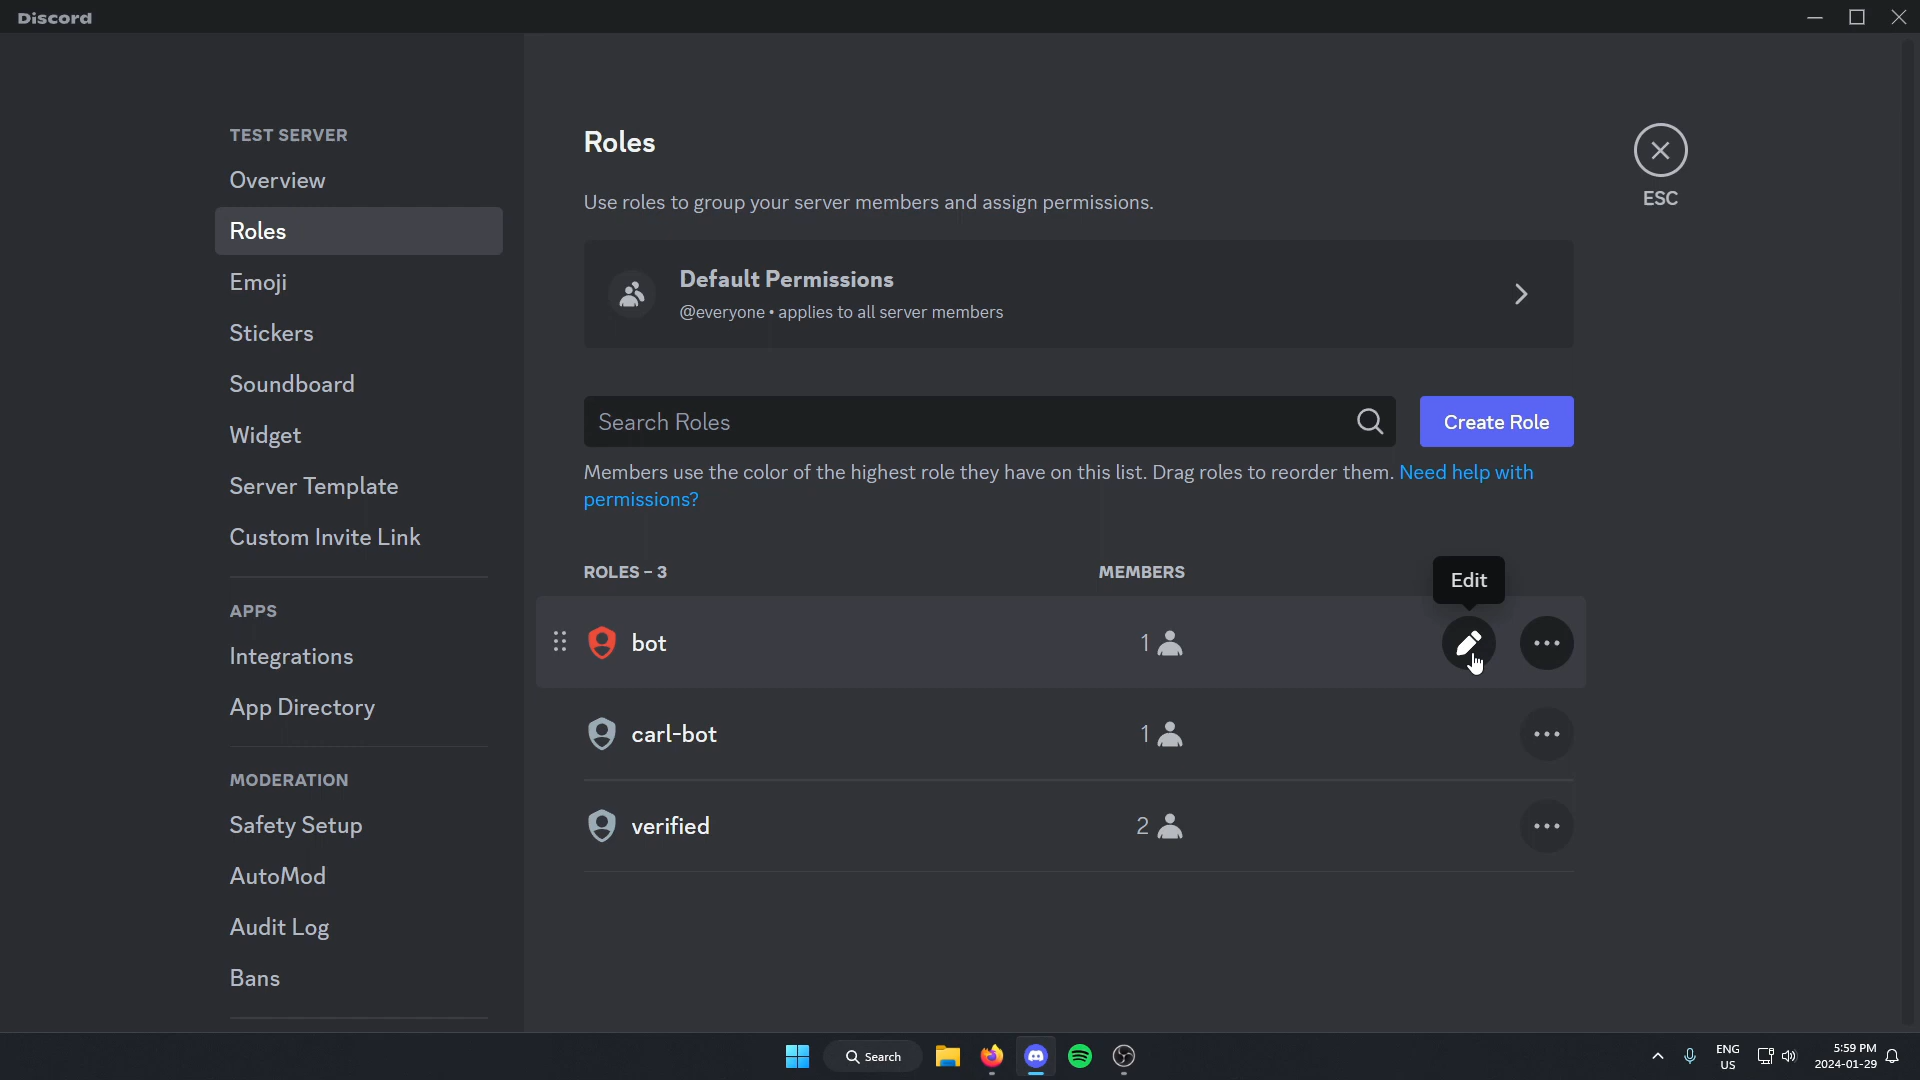 Discord
TEST SERVER
Overview
Roles
Emoji
Stickers
Soundboard
Widget
Server Template
Custom Invite Link
APPS
Integrations
App Directory
MODERATION
Safety Setup
AutoMod
Audit Log
Bans
Roles
ESC
Use roles to group your server members and assign permissions.
Default Permissions
@everyone • applies to all server members
Search Roles
Create Role
Members use the color of the highest role they have on this list. Drag roles to reorder them. Need help with
permissions?
ROLES – 3 MEMBERS
Edit
bot 1
carl-bot 1
verified 2
Search
ENG
US
5:59 PM
2024-01-29